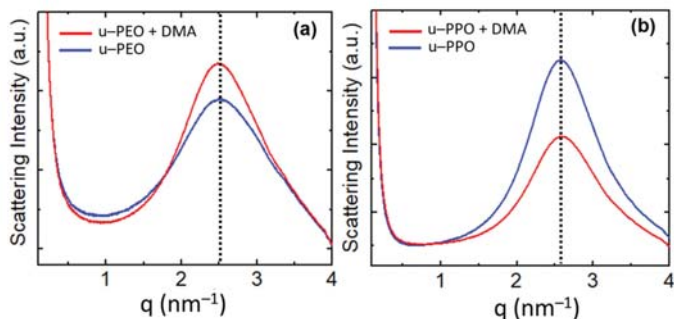 u–PEO + DMA
u–PEO
(a)
Scattering Intensity (a.u.)
1 2 3 4
q (nm⁻¹)
u–PPO + DMA
u–PPO
(b)
Scattering Intensity (a.u.)
1 2 3 4
q (nm⁻¹)